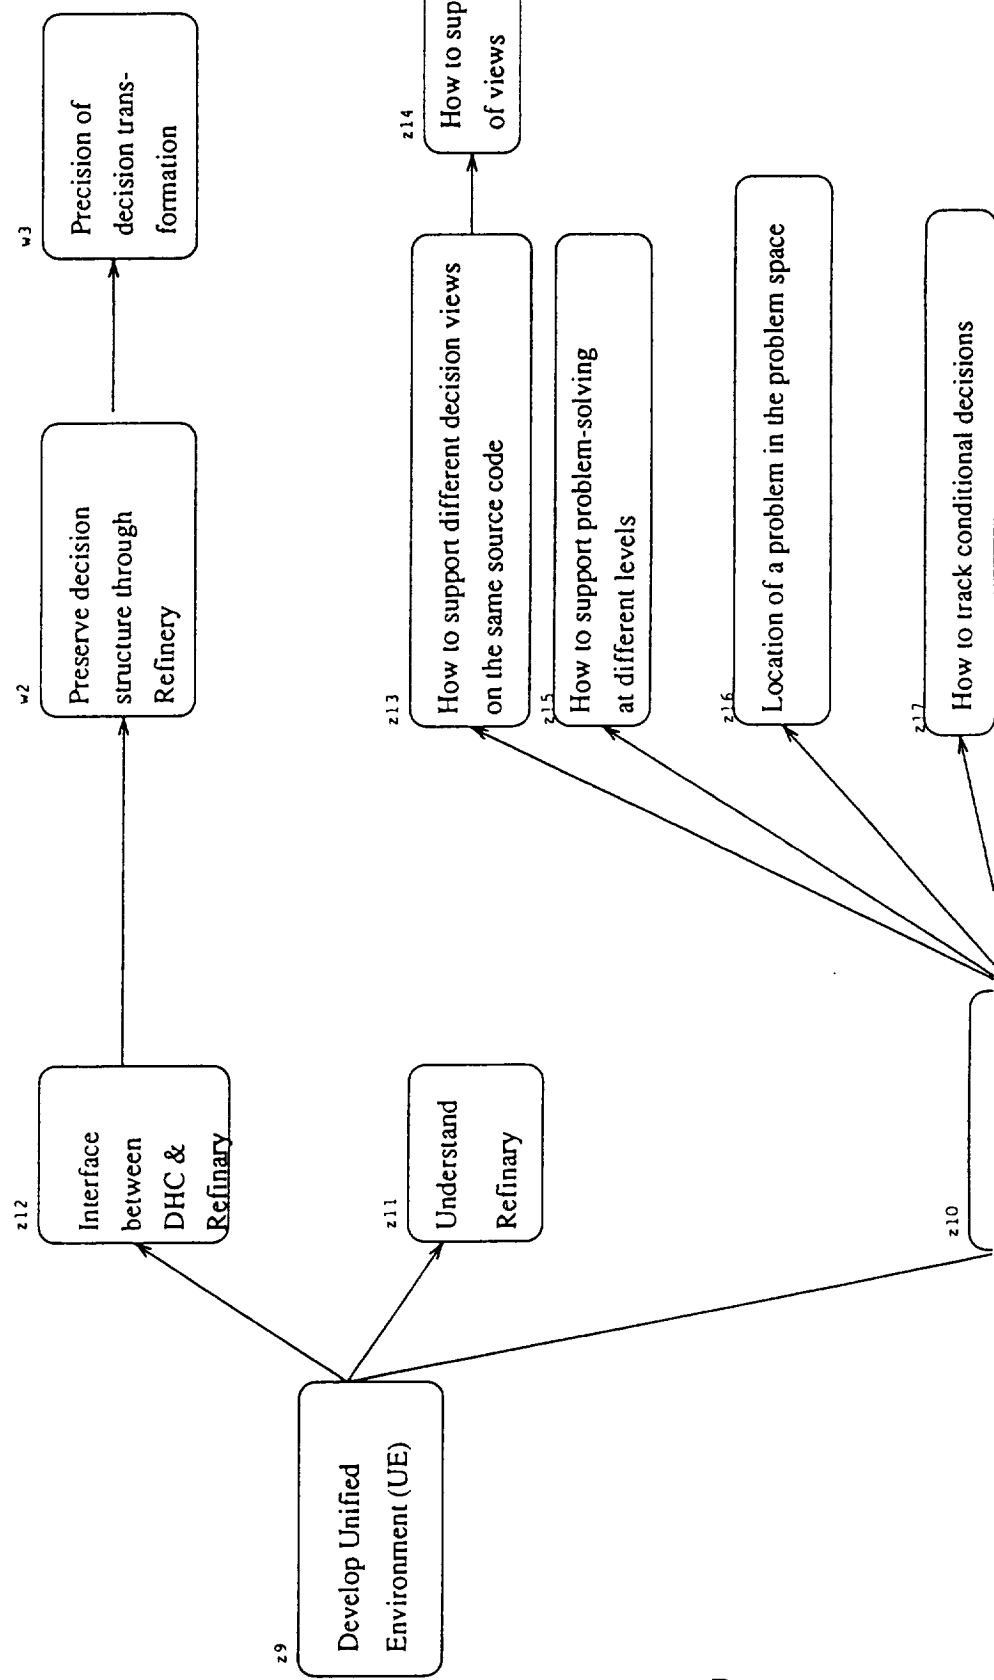 z9
Develop Unified
Environment (UE)
z12
Interface
between
DHC &
Refinary
w2
Preserve decision
structure through
Refinery
w3
Precision of
decision trans-
formation
z11
Understand
Refinary
z10
z13
How to support different decision views
on the same source code
z14
How to sup
of views
z15
How to support problem-solving
at different levels
z16
Location of a problem in the problem space
z17
How to track conditional decisions